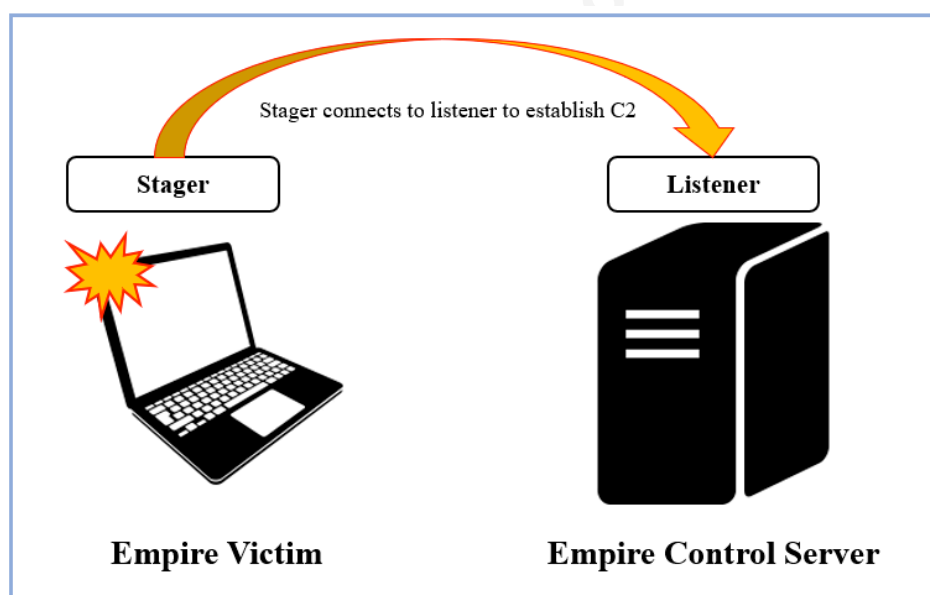 Stager connects to listener to establish C2
Stager
Listener
Empire Victim
Empire Control Server